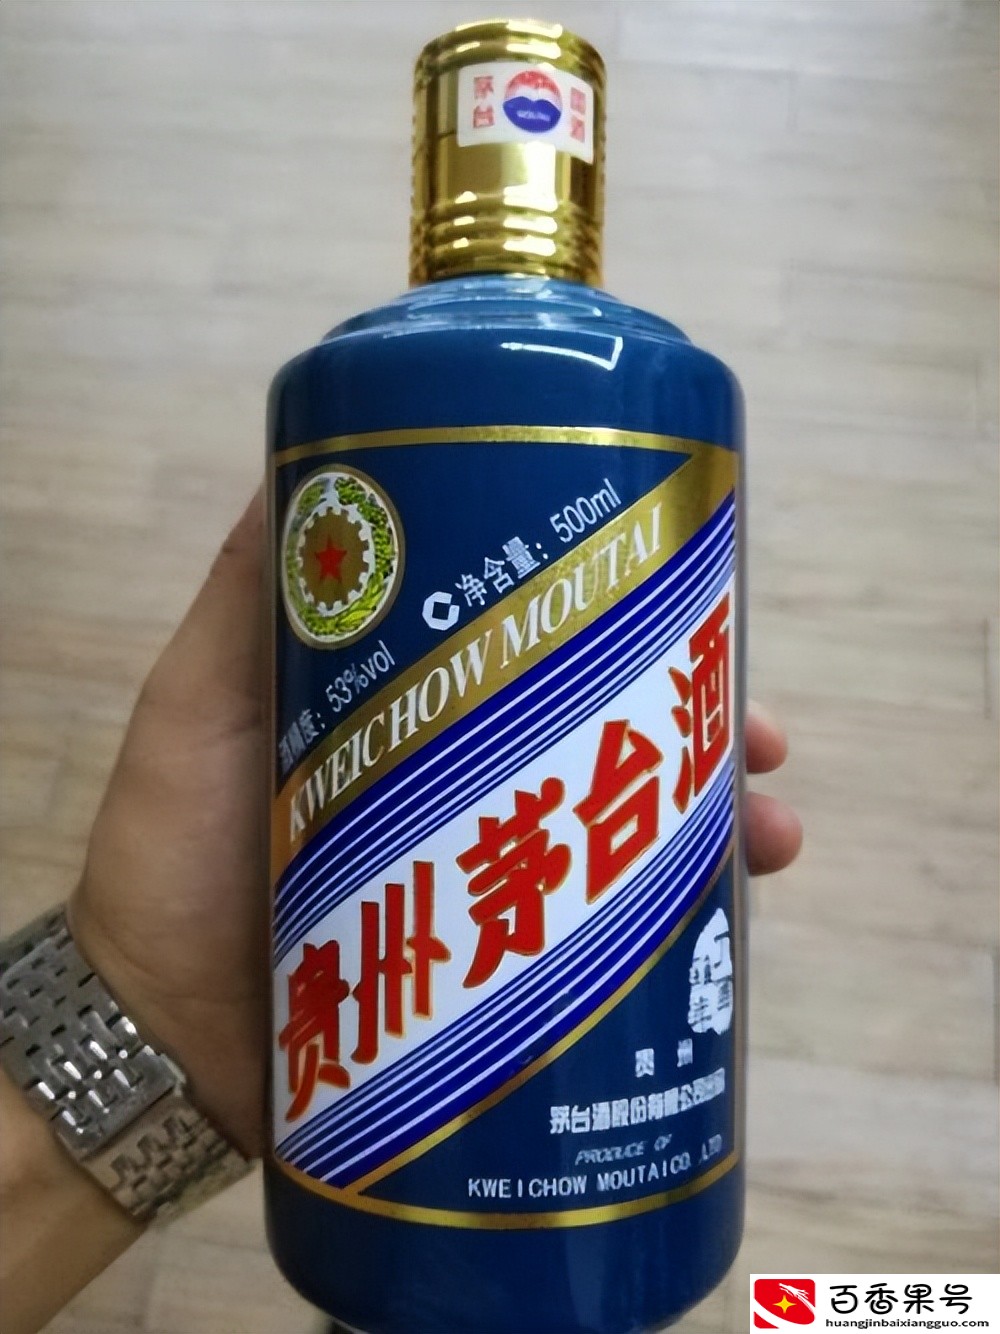 茅台
国酒
MOUTAI
净含量：500ml
酒精度：53%vol
KWEICHOW MOUTAI
贵州茅台酒
贵州
茅台酒股份有限公司出品
PRODUCE OF
KWEICHOW MOUTAI CO. LTD
百香果号
huangjinbaixiangguo.com